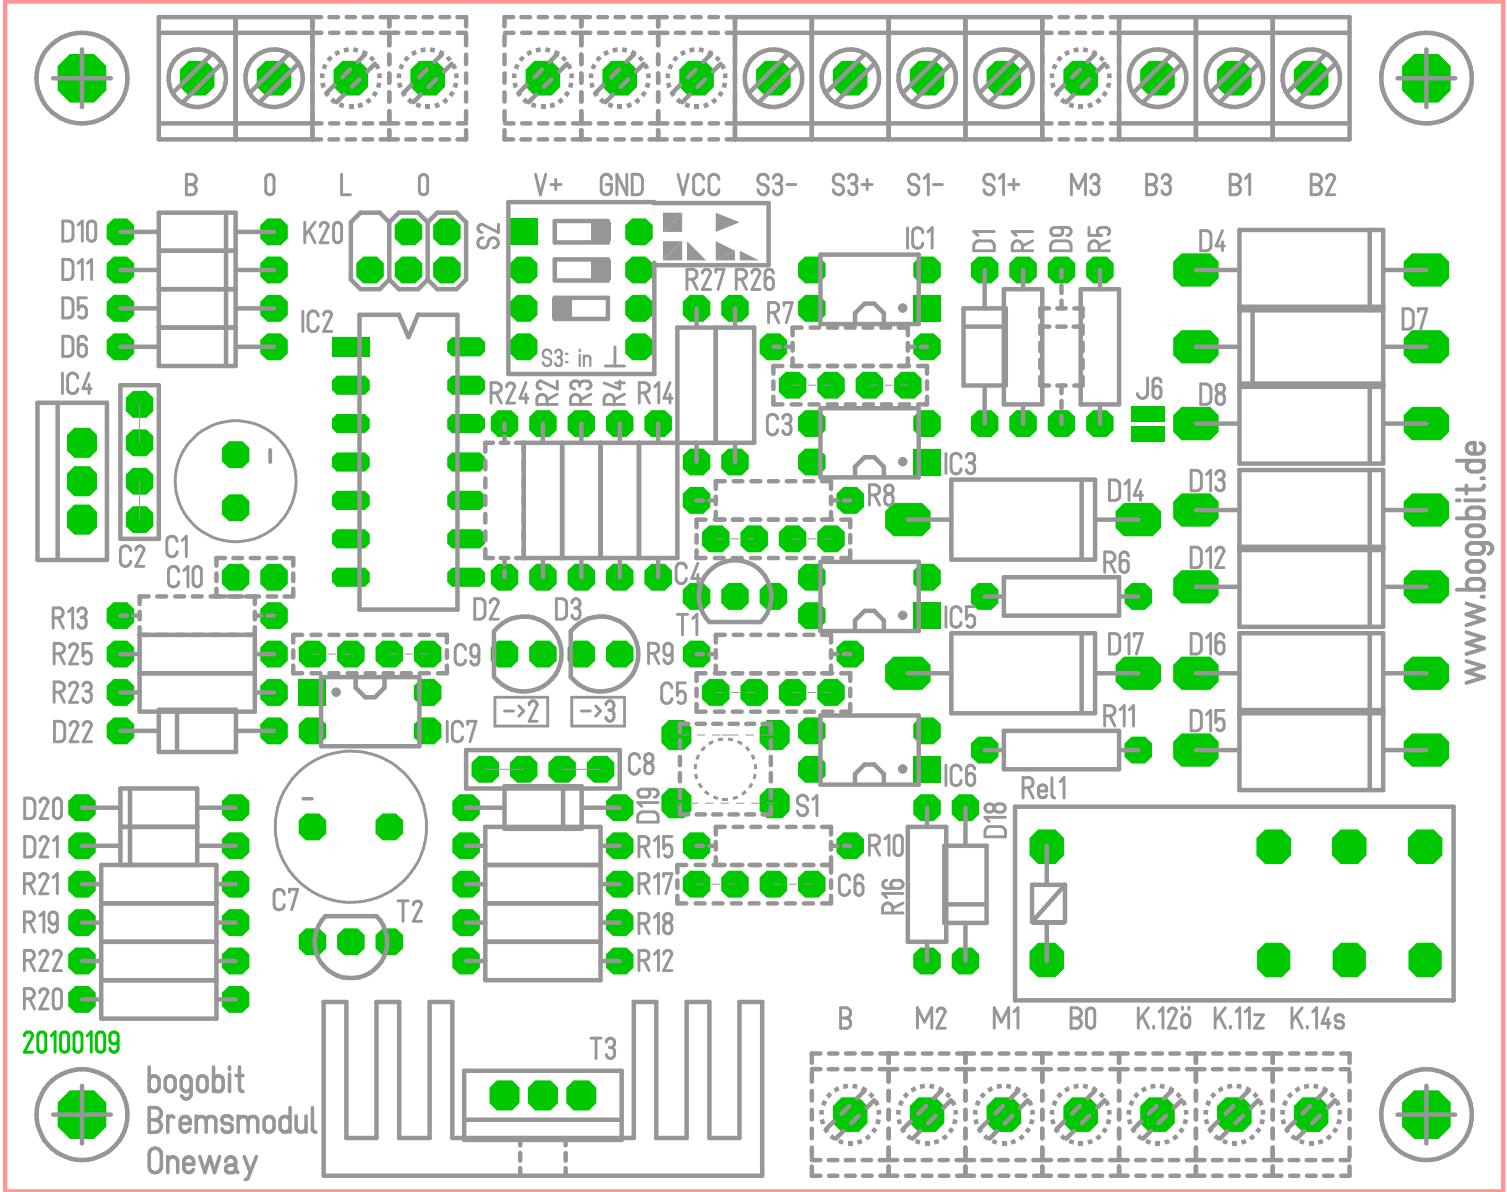 B 0 L 0 V+ GND VCC S3- S3+ S1- S1+ M3 B3 B1 B2
D10 K20 S2 IC1 D1 R1 D9 R5 D4
D11 R27 R26
D5 IC2 R7 D7
D6 S3: in ⊥
IC4 R24 R2 R3 R4 R14 C3 J6 D8
IC3
R8 D14 D13
C2 C1
C10 C4 R6 D12
R13 D2 D3 T1 IC5
R25 C9 R9 D17 D16
R23 C5
->2 ->3
D22 IC7 R11 D15
C8 IC6
Rel1
D20 D19 S1 D18
D21 R15 R10
R21 R17 C6
C7 R16
R19 T2 R18
R22 R12
R20
B M2 M1 B0 K.12ö K.11z K.14s
20100109
T3
bogobit
Bremsmodul
Oneway
www.bogobit.de